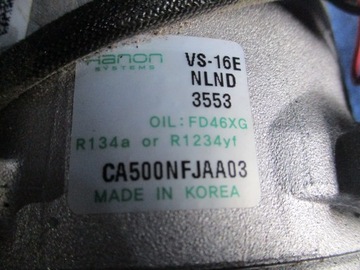 Hanon VS-16E
SYSTEMS NLND
3553
OIL: FD46XG
R134a or R1234yf
CA500NFJAA03
MADE IN KOREA